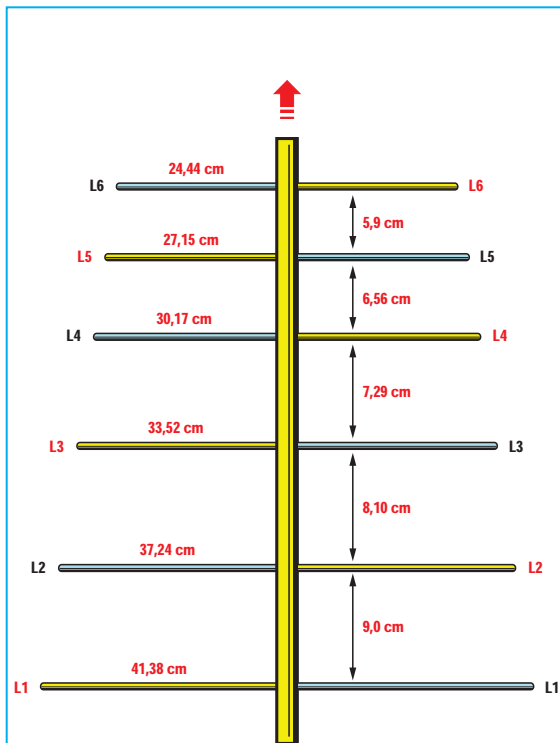 24,44 cm
L6 L6
5,9 cm
27,15 cm
L5 L5
6,56 cm
30,17 cm
L4 L4
7,29 cm
33,52 cm
L3 L3
8,10 cm
37,24 cm
L2 L2
9,0 cm
41,38 cm
L1 L1